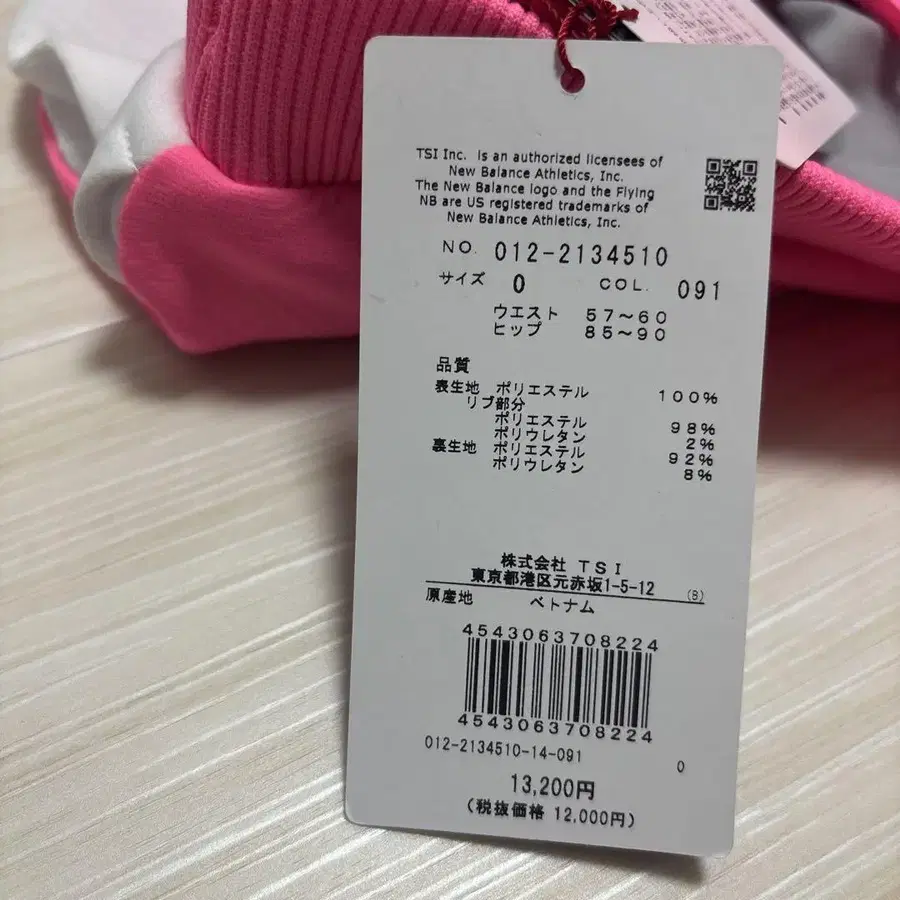 TSI Inc. is an authorized licensees of
New Balance Athletics, Inc.
The New Balance logo and the Flying
NB are US registered trademarks of
New Balance Athletics, Inc.
NO. 012-2134510
サイズ 0 COL. 091
ウエスト 57～60
ヒップ 85～90
品質
表生地 ポリエステル 100%
リブ部分
ポリエステル 98%
ポリウレタン 2%
裏生地 ポリエステル 92%
ポリウレタン 8%
株式会社 TSI
東京都港区元赤坂1-5-12 (B)
原産地 ベトナム
4543063708224
4543063708224
012-2134510-14-091 0
13,200円
(税抜価格 12,000円)